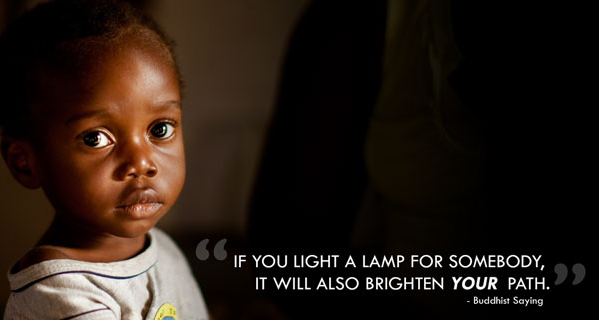 “IF YOU LIGHT A LAMP FOR SOMEBODY,
IT WILL ALSO BRIGHTEN YOUR PATH.”
- Buddhist Saying